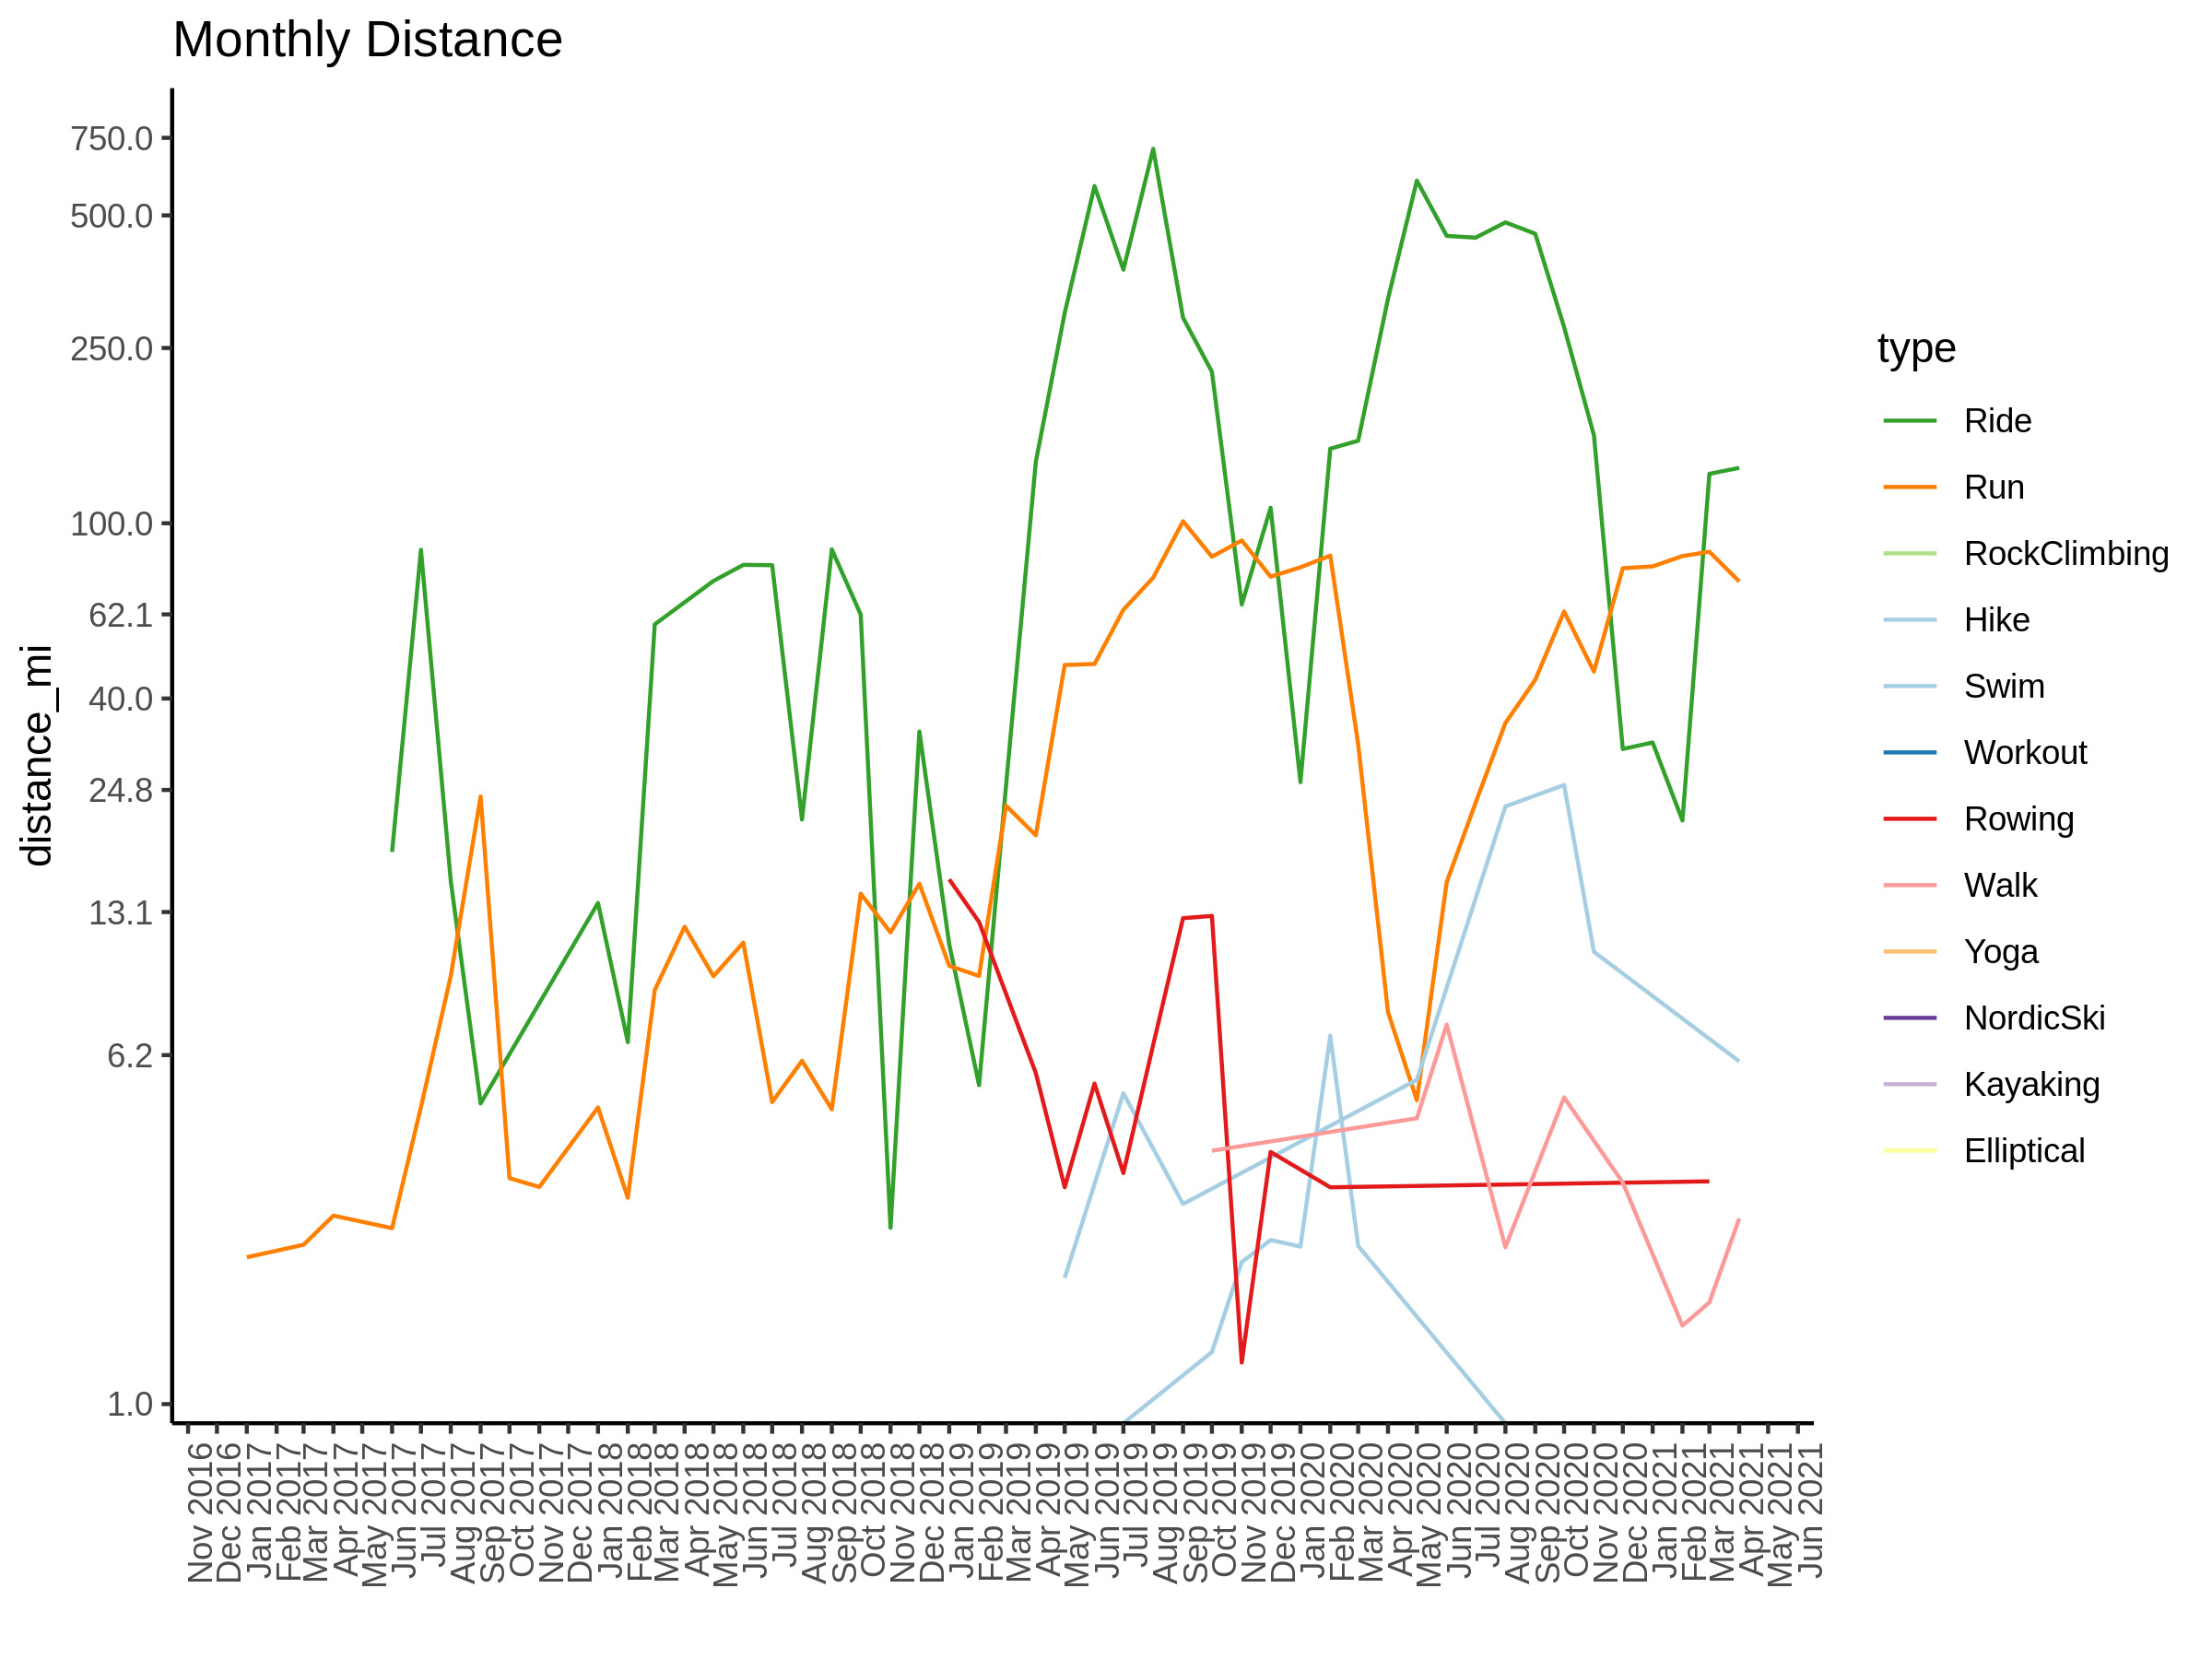 Monthly Distance
distance_mi
750.0
500.0
250.0
100.0
62.1
40.0
24.8
13.1
6.2
1.0
Nov 2016
Dec 2016
Jan 2017
Feb 2017
Mar 2017
Apr 2017
May 2017
Jun 2017
Jul 2017
Aug 2017
Sep 2017
Oct 2017
Nov 2017
Dec 2017
Jan 2018
Feb 2018
Mar 2018
Apr 2018
May 2018
Jun 2018
Jul 2018
Aug 2018
Sep 2018
Oct 2018
Nov 2018
Dec 2018
Jan 2019
Feb 2019
Mar 2019
Apr 2019
May 2019
Jun 2019
Jul 2019
Aug 2019
Sep 2019
Oct 2019
Nov 2019
Dec 2019
Jan 2020
Feb 2020
Mar 2020
Apr 2020
May 2020
Jun 2020
Jul 2020
Aug 2020
Sep 2020
Oct 2020
Nov 2020
Dec 2020
Jan 2021
Feb 2021
Mar 2021
Apr 2021
May 2021
Jun 2021
type
Ride
Run
RockClimbing
Hike
Swim
Workout
Rowing
Walk
Yoga
NordicSki
Kayaking
Elliptical